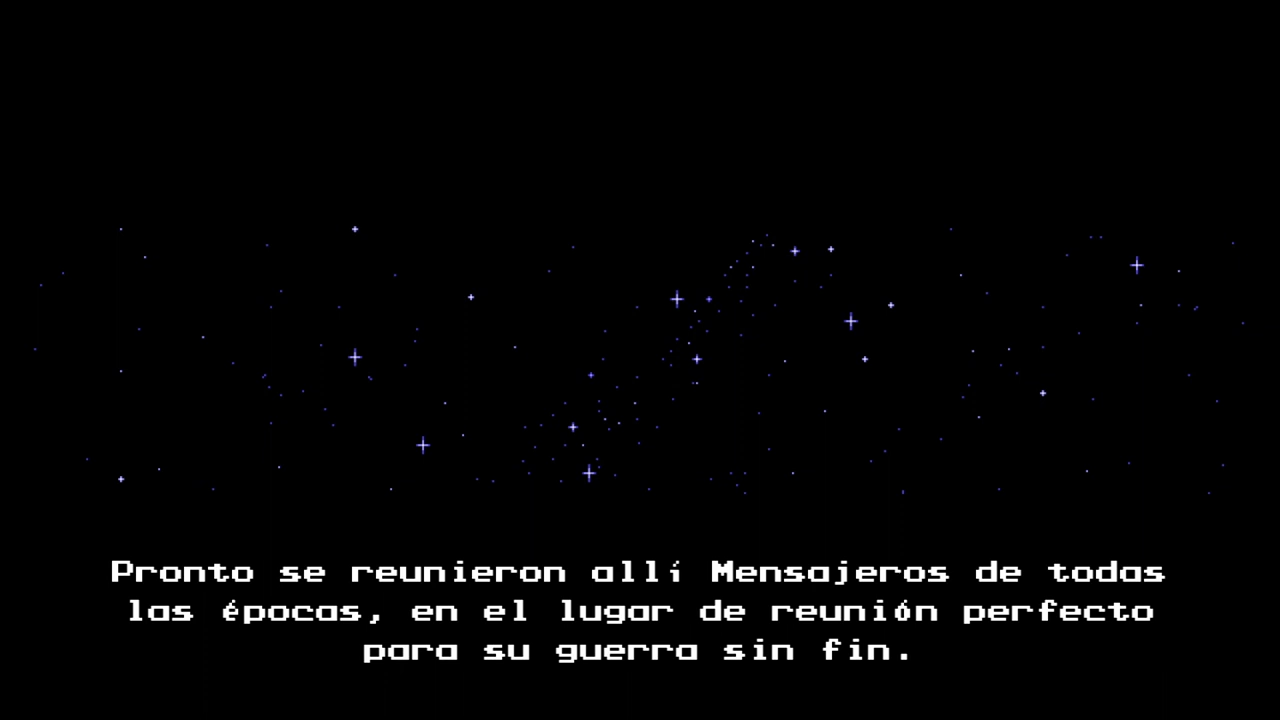 Pronto se reunieron allí Mensajeros de todas
las épocas, en el lugar de reunión perfecto
para su guerra sin fin.